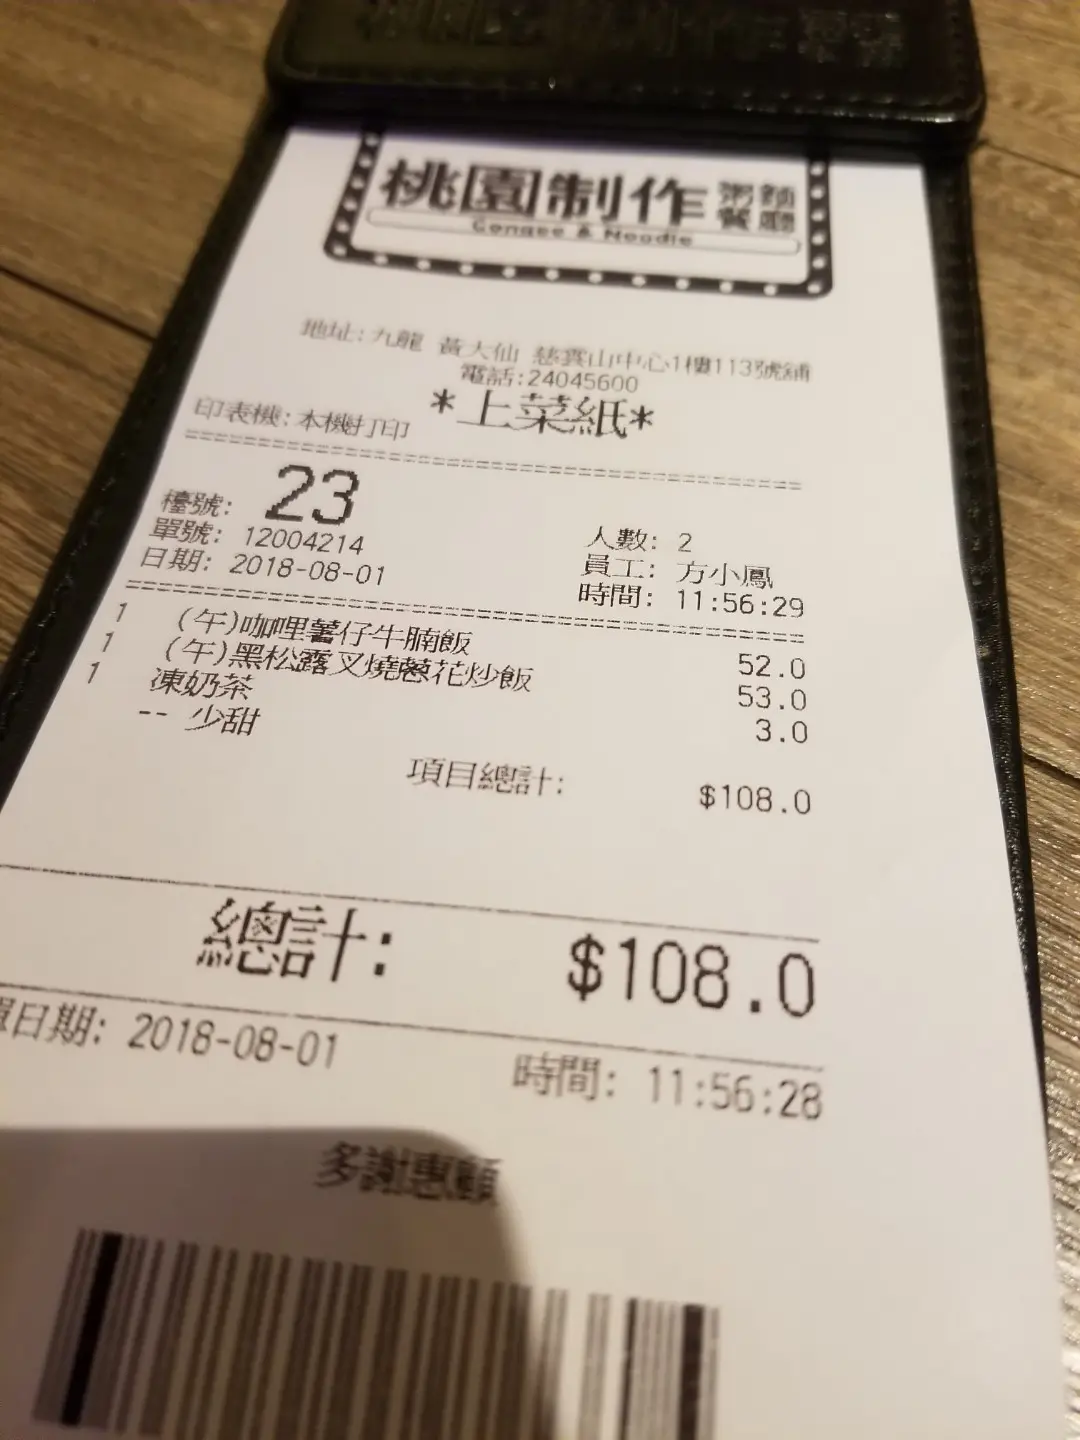 桃園制作 粥麵餐廳
Congee & Noodle
地址:九龍 黃大仙 慈雲山中心1樓113號鋪
電話:24045600
*上菜紙*
印表機:本機打印
檯號: 23
單號: 12004214
日期: 2018-08-01
人數: 2
員工: 方小鳳
時間: 11:56:29
1 (午)咖哩薯仔牛腩飯 52.0
1 (午)黑松露叉燒蔥花炒飯 53.0
1 凍奶茶 3.0
-- 少甜
項目總計: $108.0
總計: $108.0
單日期: 2018-08-01 時間: 11:56:28
多謝惠顧